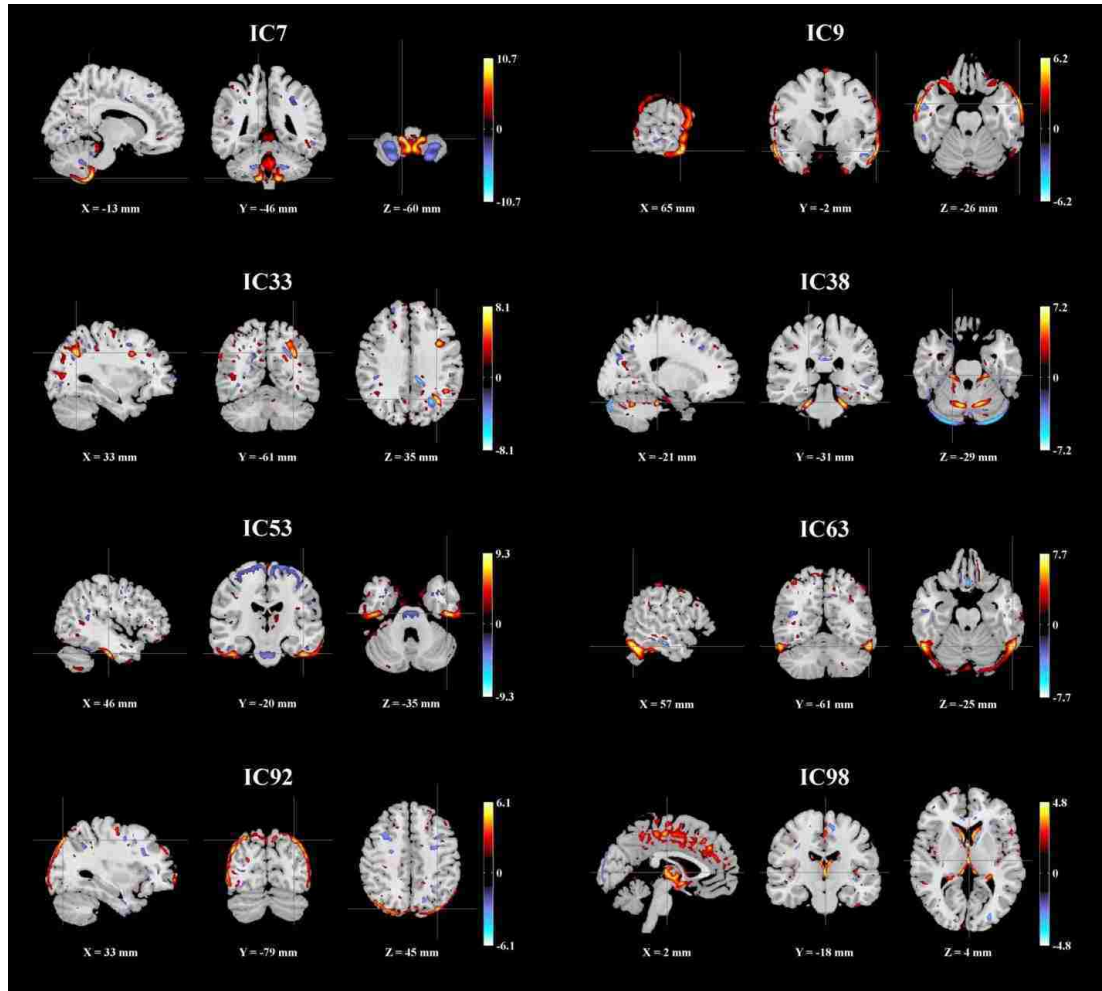 IC7
10.7
0
-10.7
X = -13 mm
Y = -46 mm
Z = -60 mm
IC9
6.2
0
-6.2
X = 65 mm
Y = -2 mm
Z = -26 mm
IC33
8.1
0
-8.1
X = 33 mm
Y = -61 mm
Z = 35 mm
IC38
7.2
0
-7.2
X = -21 mm
Y = -31 mm
Z = -29 mm
IC53
9.3
0
-9.3
X = 46 mm
Y = -20 mm
Z = -35 mm
IC63
7.7
0
-7.7
X = 57 mm
Y = -61 mm
Z = -25 mm
IC92
6.1
0
-6.1
X = 33 mm
Y = -79 mm
Z = 45 mm
IC98
4.8
0
-4.8
X = 2 mm
Y = -18 mm
Z = 4 mm